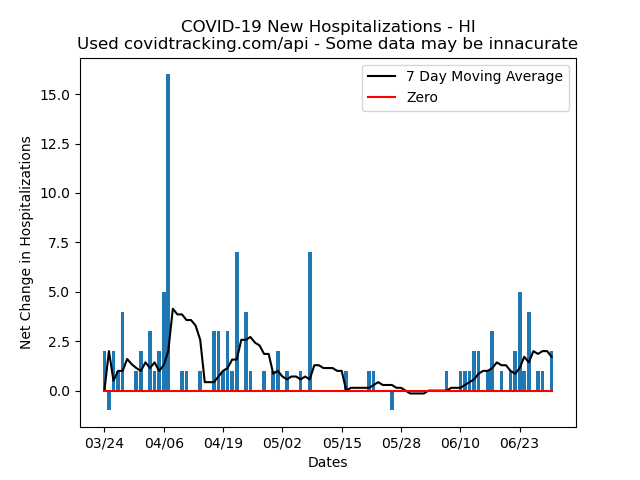 COVID-19 New Hospitalizations - HI
Used covidtracking.com/api - Some data may be innacurate
7 Day Moving Average
Zero
Net Change in Hospitalizations
15.0
12.5
10.0
7.5
5.0
2.5
0.0
03/24 04/06 04/19 05/02 05/15 05/28 06/10 06/23
Dates